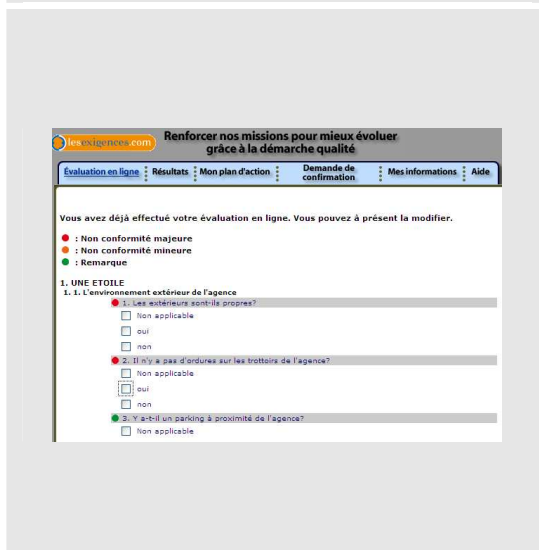 lesexigences.com
Renforcer nos missions pour mieux évoluer
grâce à la démarche qualité
Évaluation en ligne
Résultats
Mon plan d'action
Demande de
confirmation
Mes informations
Aide
Vous avez déjà effectué votre évaluation en ligne. Vous pouvez à présent la modifier.
: Non conformité majeure
: Non conformité mineure
: Remarque
1. UNE ETOILE
1. 1. L'environnement extérieur de l'agence
1. Les extérieurs sont-ils propres?
Non applicable
oui
non
2. Il n'y a pas d'ordures sur les trottoirs de l'agence?
Non applicable
oui
non
3. Y a-t-il un parking à proximité de l'agence?
Non applicable